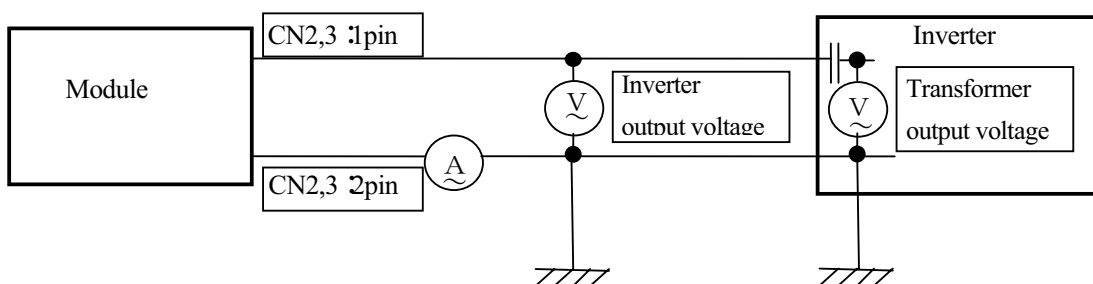 CN2,3 :1pin
Inverter
Module
V
Inverter
output voltage
V
Transformer
output voltage
A
CN2,3 :2pin